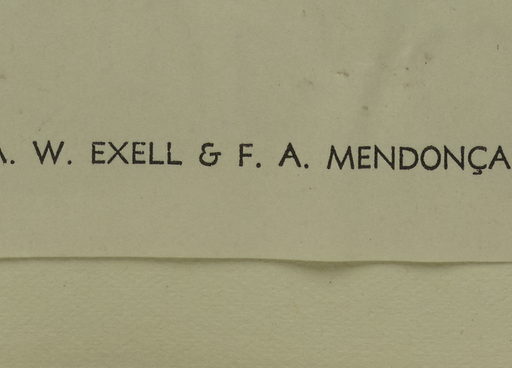 A. W. EXELL & F. A. MENDONÇA